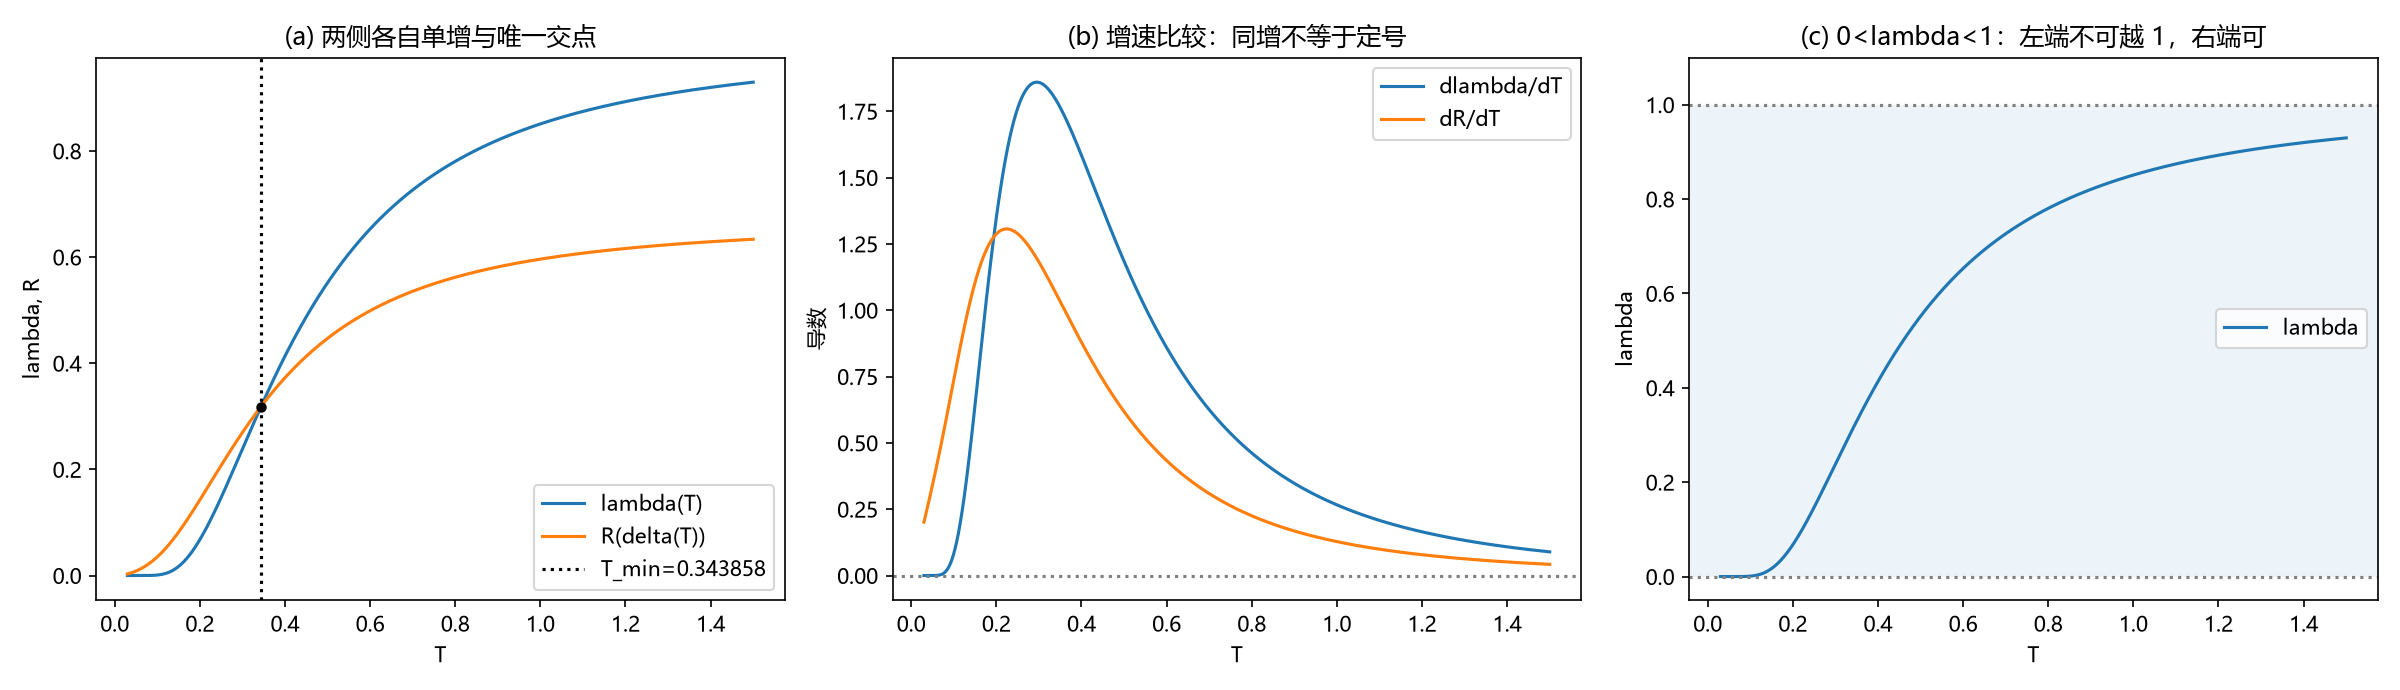 (a) 两侧各自单增与唯一交点
lambda, R
0.8
0.6
0.4
0.2
0.0
0.0 0.2 0.4 0.6 0.8 1.0 1.2 1.4
T
lambda(T)
R(delta(T))
T_min=0.343858
(b) 增速比较：同增不等于定号
导数
1.75
1.50
1.25
1.00
0.75
0.50
0.25
0.00
0.0 0.2 0.4 0.6 0.8 1.0 1.2 1.4
T
dlambda/dT
dR/dT
(c) 0<lambda<1：左端不可越 1，右端可
lambda
1.0
0.8
0.6
0.4
0.2
0.0
0.0 0.2 0.4 0.6 0.8 1.0 1.2 1.4
T
lambda